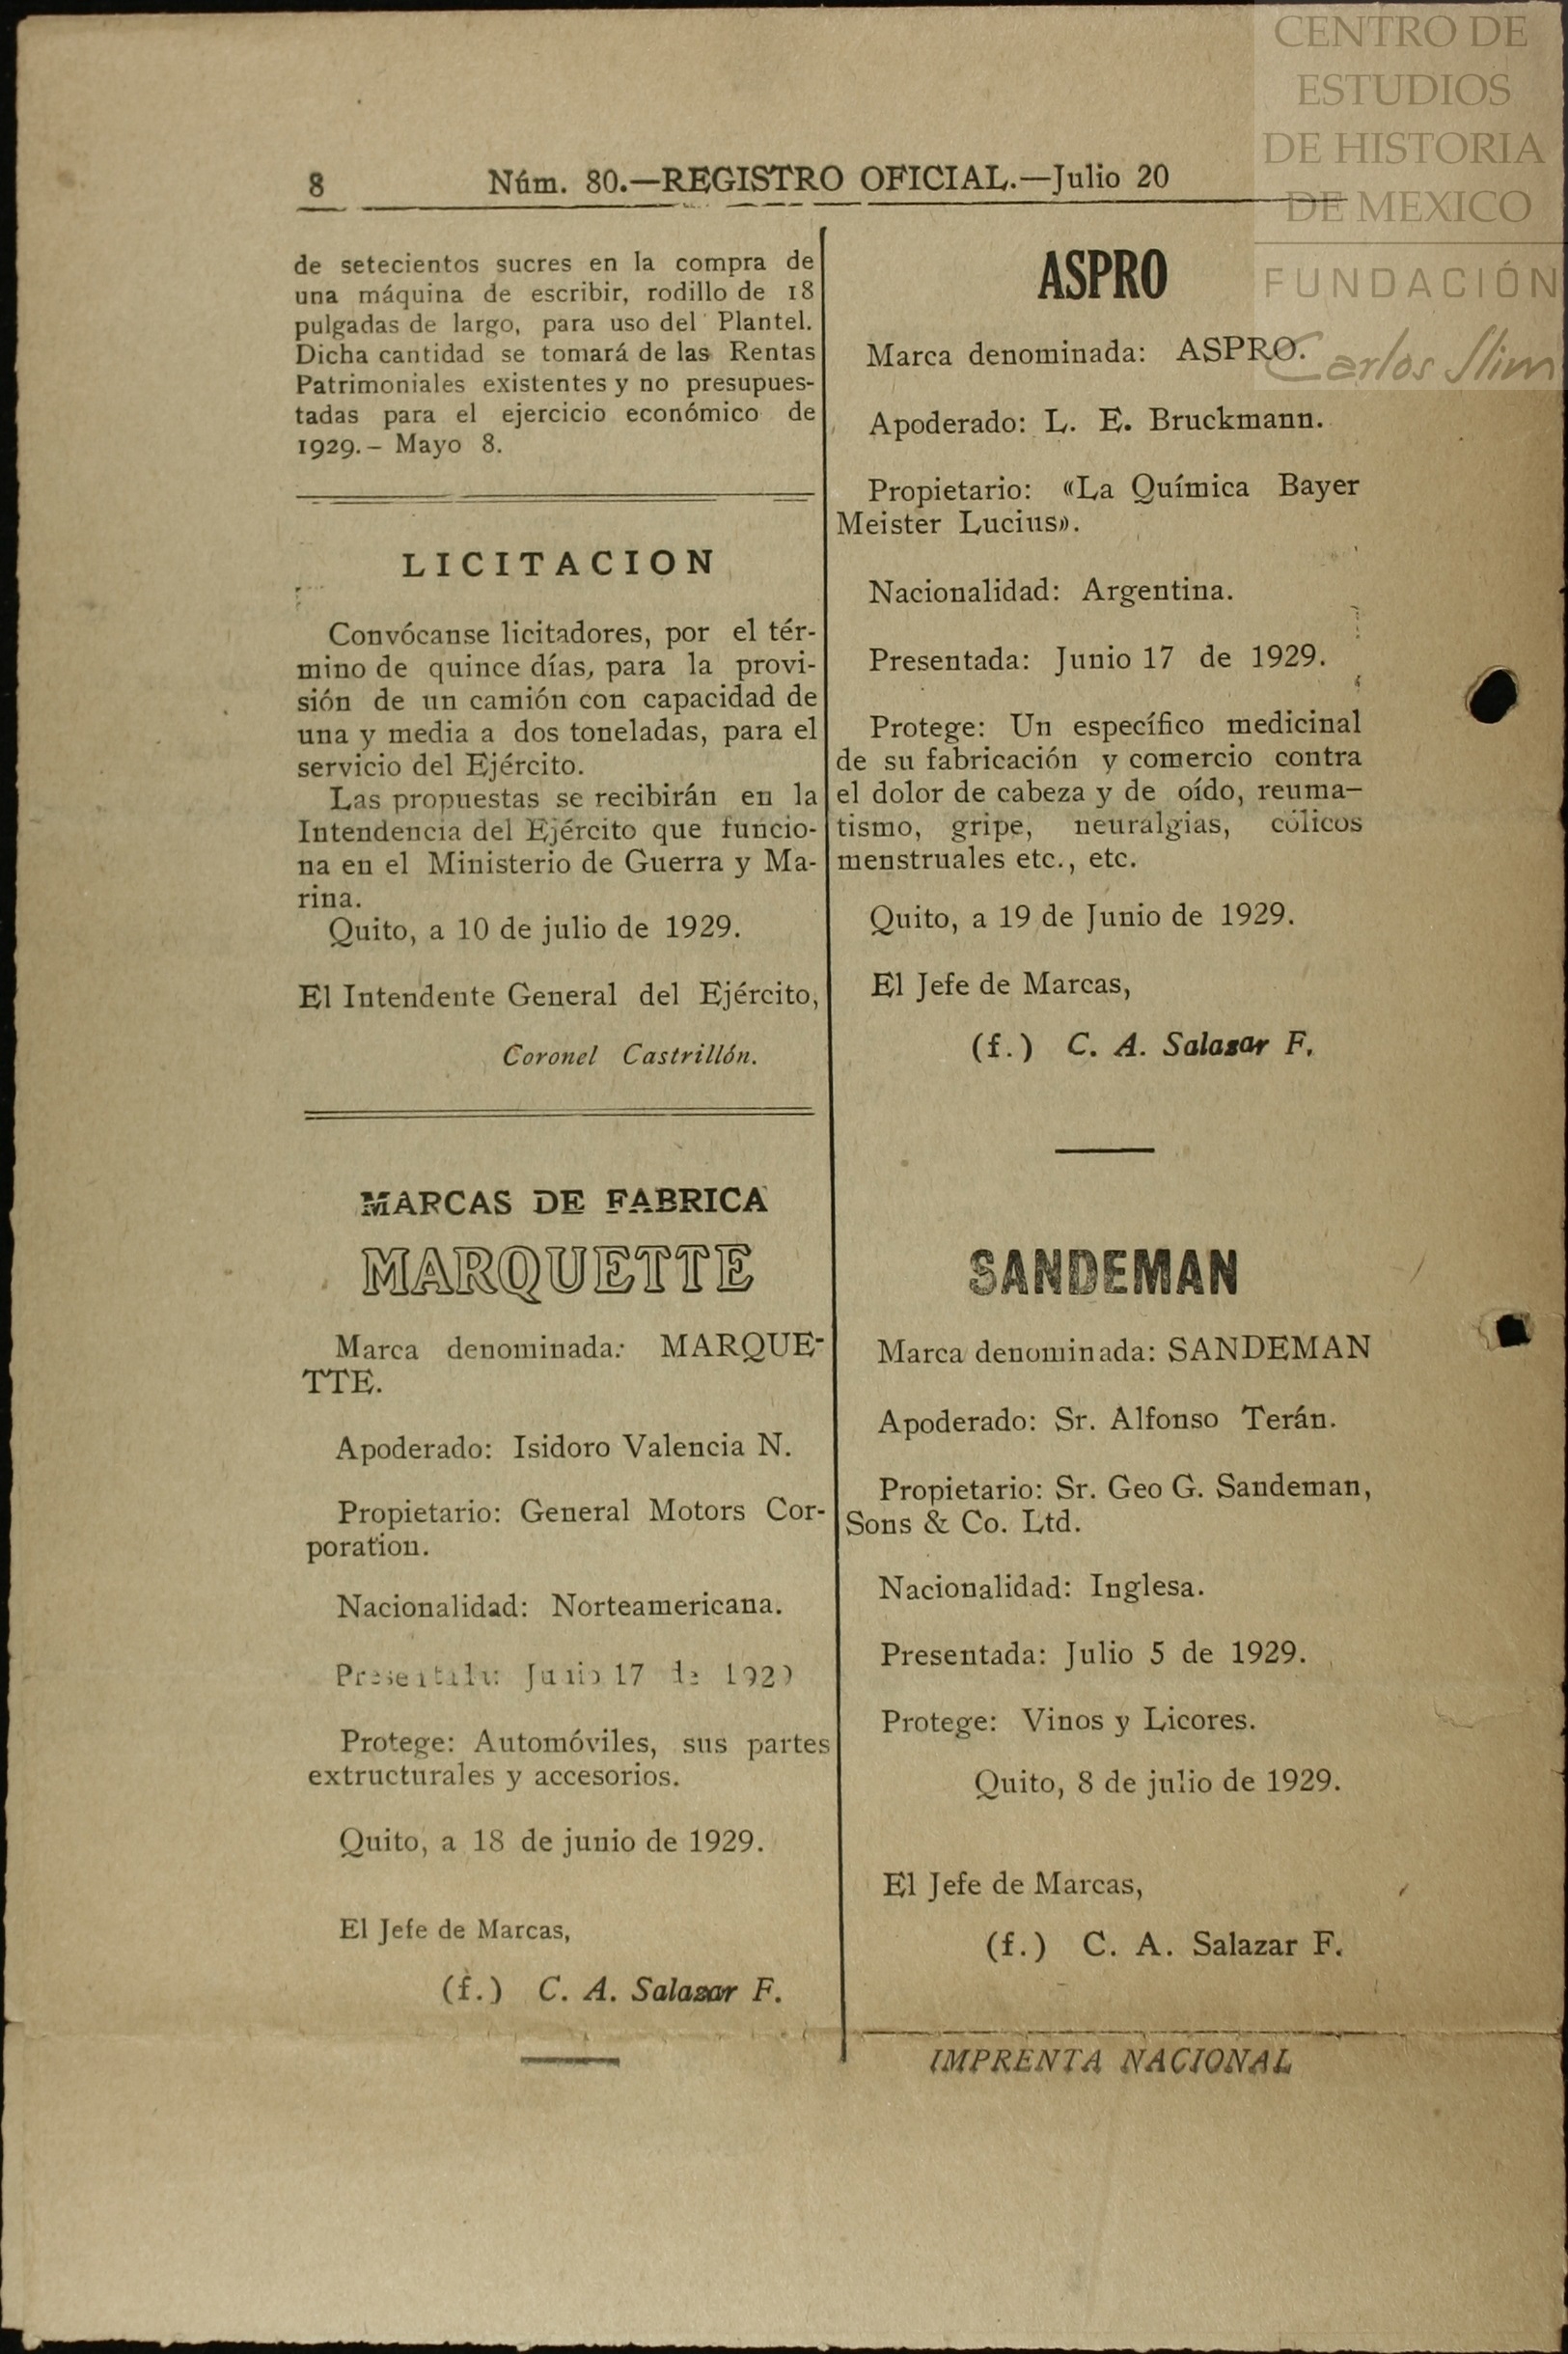 CENTRO DE
ESTUDIOS
DE HISTORIA
DE MEXICO
FUNDACIÓN
Carlos Slim
8 Núm. 80.—REGISTRO OFICIAL.—Julio 20
de setecientos sucres en la compra de
una máquina de escribir, rodillo de 18
pulgadas de largo, para uso del Plantel.
Dicha cantidad se tomará de las Rentas
Patrimoniales existentes y no presupues-
tadas para el ejercicio económico de
1929.- Mayo 8.
LICITACION
Convócanse licitadores, por el tér-
mino de quince días, para la provi-
sión de un camión con capacidad de
una y media a dos toneladas, para el
servicio del Ejército.
Las propuestas se recibirán en la
Intendencia del Ejército que funcio-
na en el Ministerio de Guerra y Ma-
rina.
Quito, a 10 de julio de 1929.
El Intendente General del Ejército,
Coronel Castrillón.
MARCAS DE FABRICA
MARQUETTE
Marca denominada: MARQUE-
TTE.
Apoderado: Isidoro Valencia N.
Propietario: General Motors Cor-
poration.
Nacionalidad: Norteamericana.
Presentada: Junio 17 de 1929
Protege: Automóviles, sus partes
extructurales y accesorios.
Quito, a 18 de junio de 1929.
El Jefe de Marcas,
(f.) C. A. Salazar F.
ASPRO
Marca denominada: ASPRO.
Apoderado: L. E. Bruckmann.
Propietario: «La Química Bayer
Meister Lucius».
Nacionalidad: Argentina.
Presentada: Junio 17 de 1929.
Protege: Un específico medicinal
de su fabricación y comercio contra
el dolor de cabeza y de oído, reuma—
tismo, gripe, neuralgias, cólicos
menstruales etc., etc.
Quito, a 19 de Junio de 1929.
El Jefe de Marcas,
(f.) C. A. Salazar F.
SANDEMAN
Marca denominada: SANDEMAN
Apoderado: Sr. Alfonso Terán.
Propietario: Sr. Geo G. Sandeman,
Sons & Co. Ltd.
Nacionalidad: Inglesa.
Presentada: Julio 5 de 1929.
Protege: Vinos y Licores.
Quito, 8 de julio de 1929.
El Jefe de Marcas,
(f.) C. A. Salazar F.
IMPRENTA NACIONAL